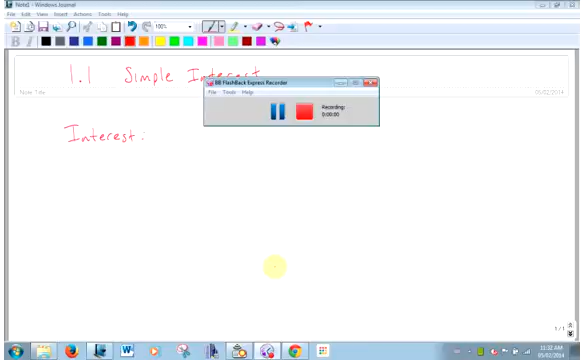 Note1 - Windows Journal
File Edit View Insert Actions Tools Help
100%
B I
1.1 Simple Interest
Note Title
05/02/2014
BB FlashBack Express Recorder
File Tools Help
Recording:
0:00:00
Interest :
1 / 1
11:32 AM
05/02/2014